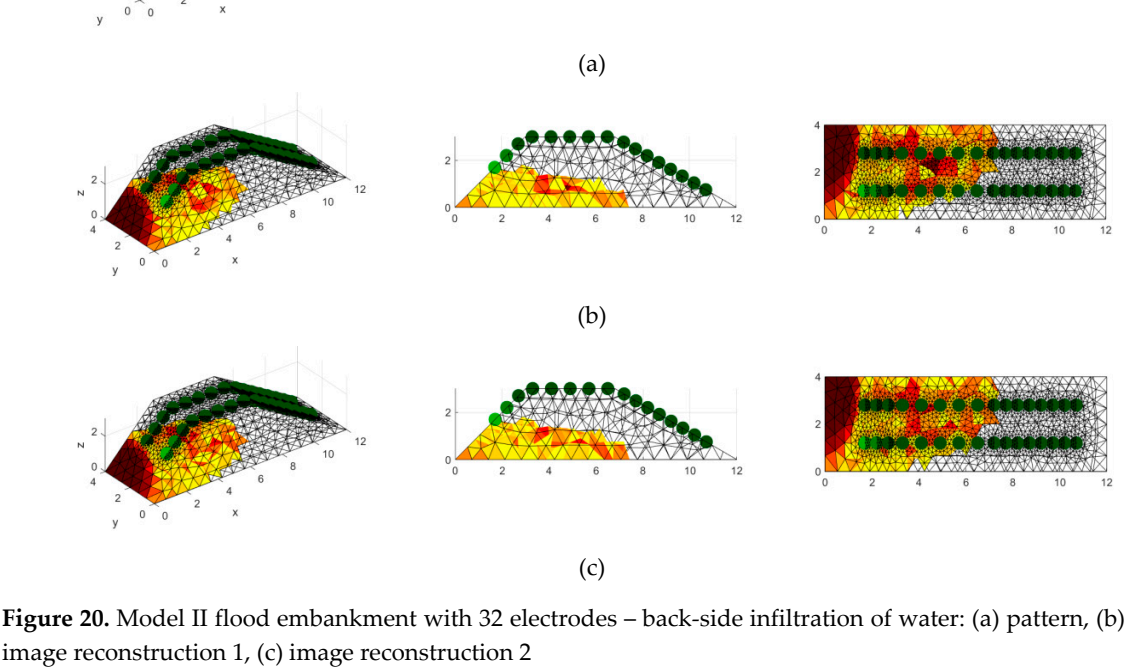 y 0 0 2 x
(a)
z 2 0 4 2 0 y 0 2 4 6 8 10 12 x
2 0 0 2 4 6 8 10 12
4 2 0 0 2 4 6 8 10 12
(b)
z 2 0 4 2 0 y 0 2 4 6 8 10 12 x
2 0 0 2 4 6 8 10 12
4 2 0 0 2 4 6 8 10 12
(c)
Figure 20. Model II flood embankment with 32 electrodes – back-side infiltration of water: (a) pattern, (b)
image reconstruction 1, (c) image reconstruction 2